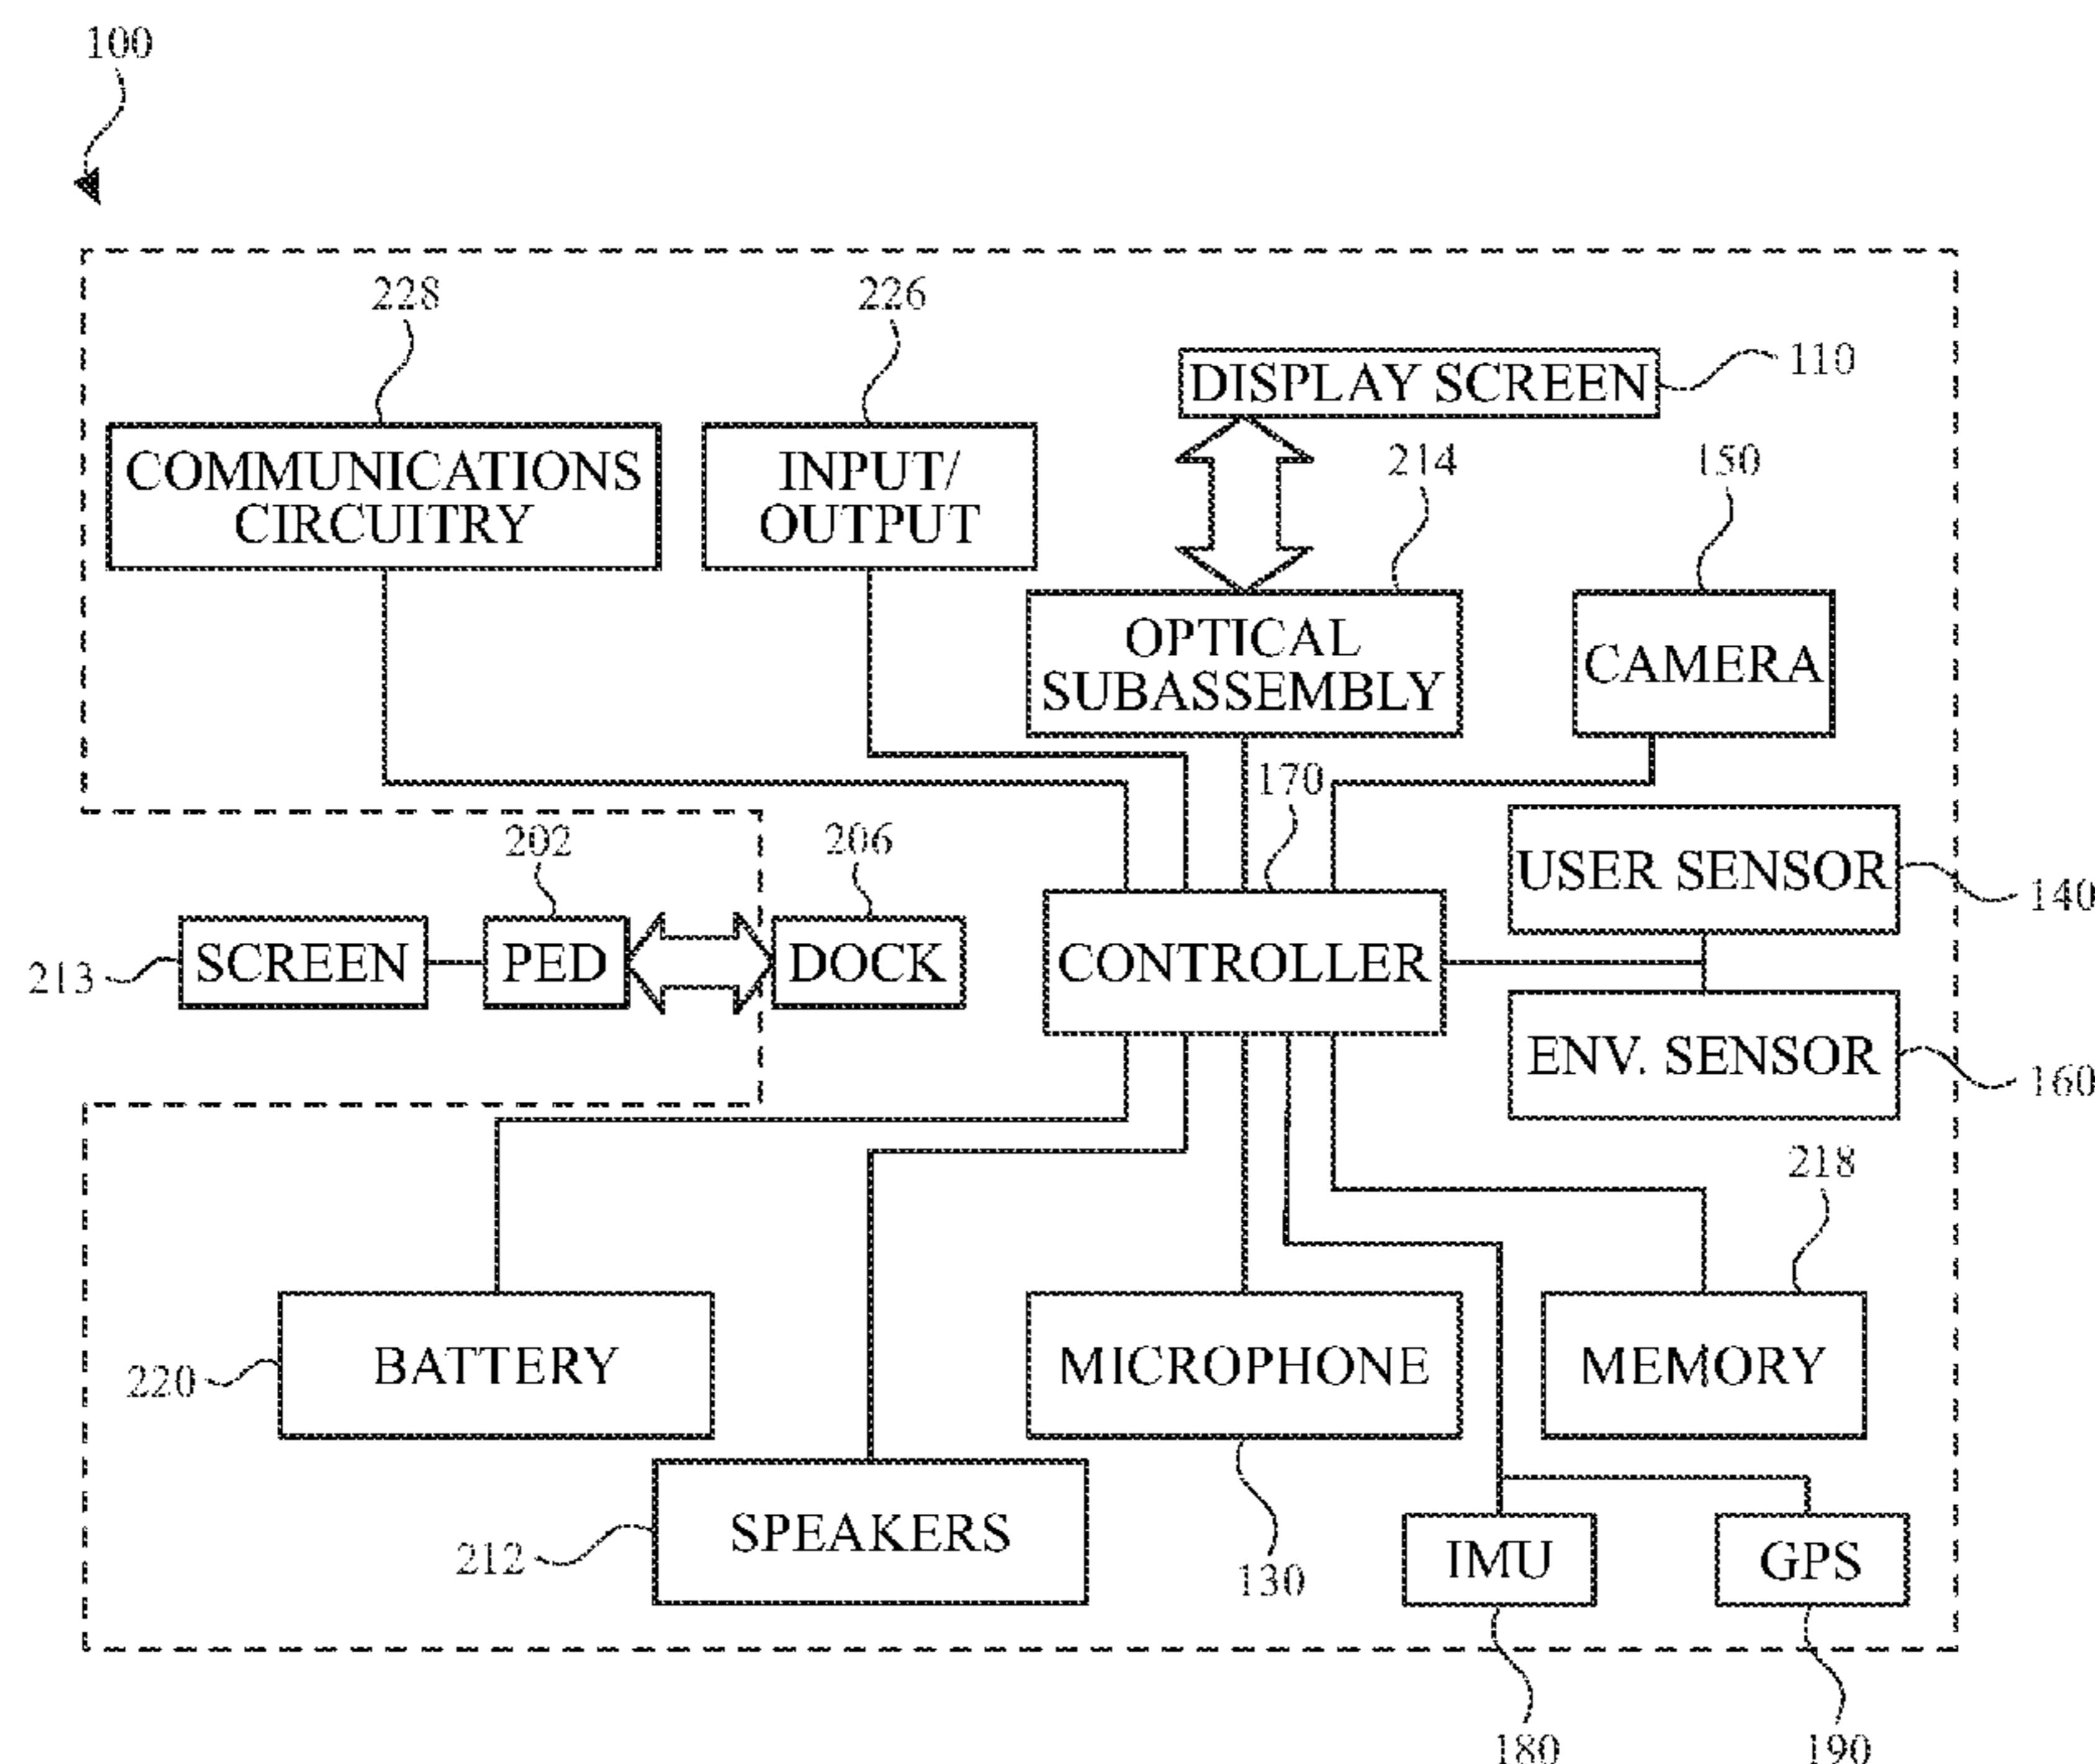 100
228
226
DISPLAY SCREEN
110
COMMUNICATIONS
CIRCUITRY
INPUT/
OUTPUT
214
150
OPTICAL
SUBASSEMBLY
CAMERA
170
202
206
USER SENSOR
140
213
SCREEN
PED
DOCK
CONTROLLER
ENV. SENSOR
160
218
220
BATTERY
MICROPHONE
MEMORY
212
SPEAKERS
130
IMU
GPS
180
190